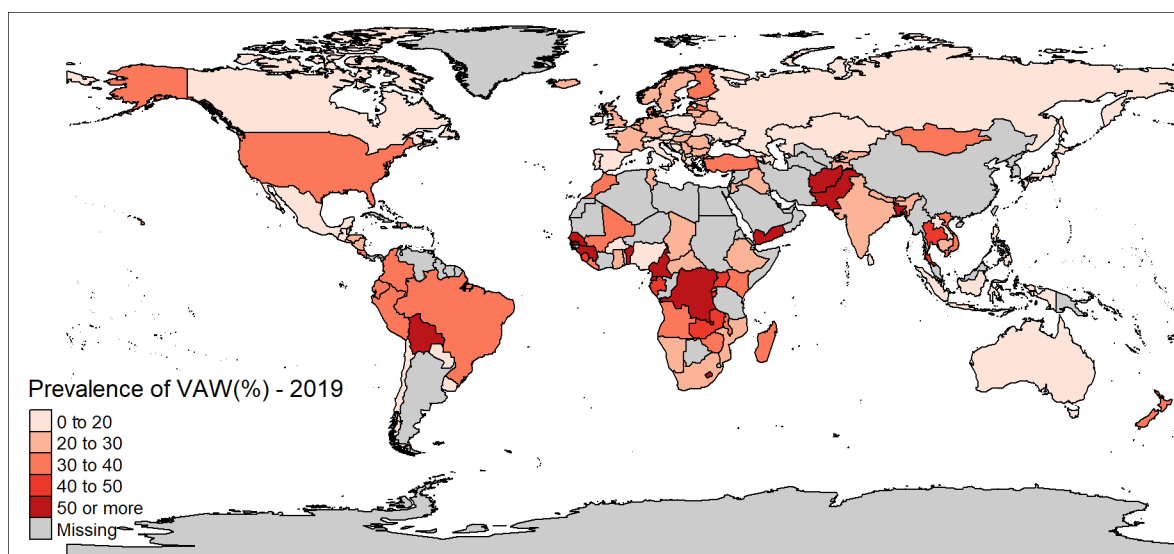 Prevalence of VAW(%) - 2019
0 to 20
20 to 30
30 to 40
40 to 50
50 or more
Missing